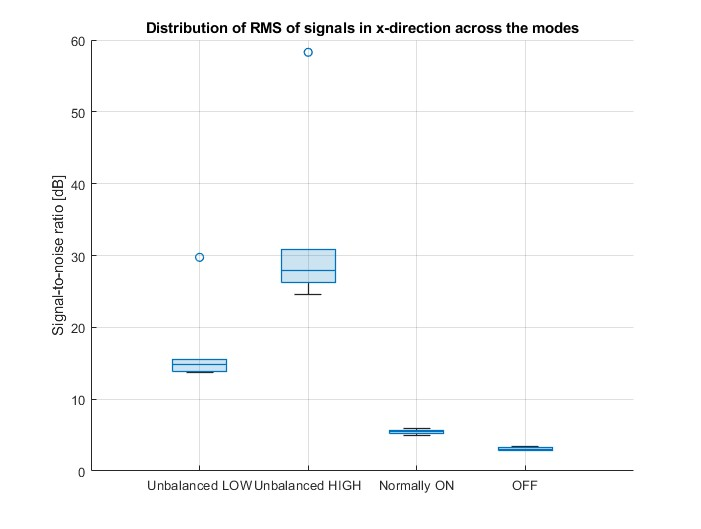 Distribution of RMS of signals in x-direction across the modes
Signal-to-noise ratio [dB]
60
50
40
30
20
10
0
Unbalanced LOW Unbalanced HIGH Normally ON OFF